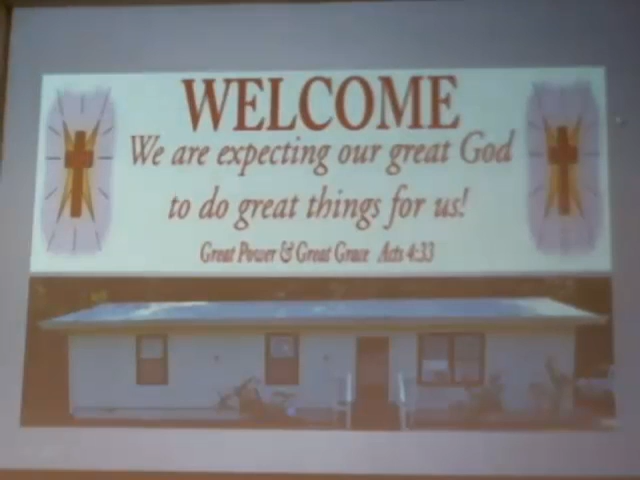 WELCOME
We are expecting our great God
to do great things for us!
Great Power & Great Grace Acts 4:33